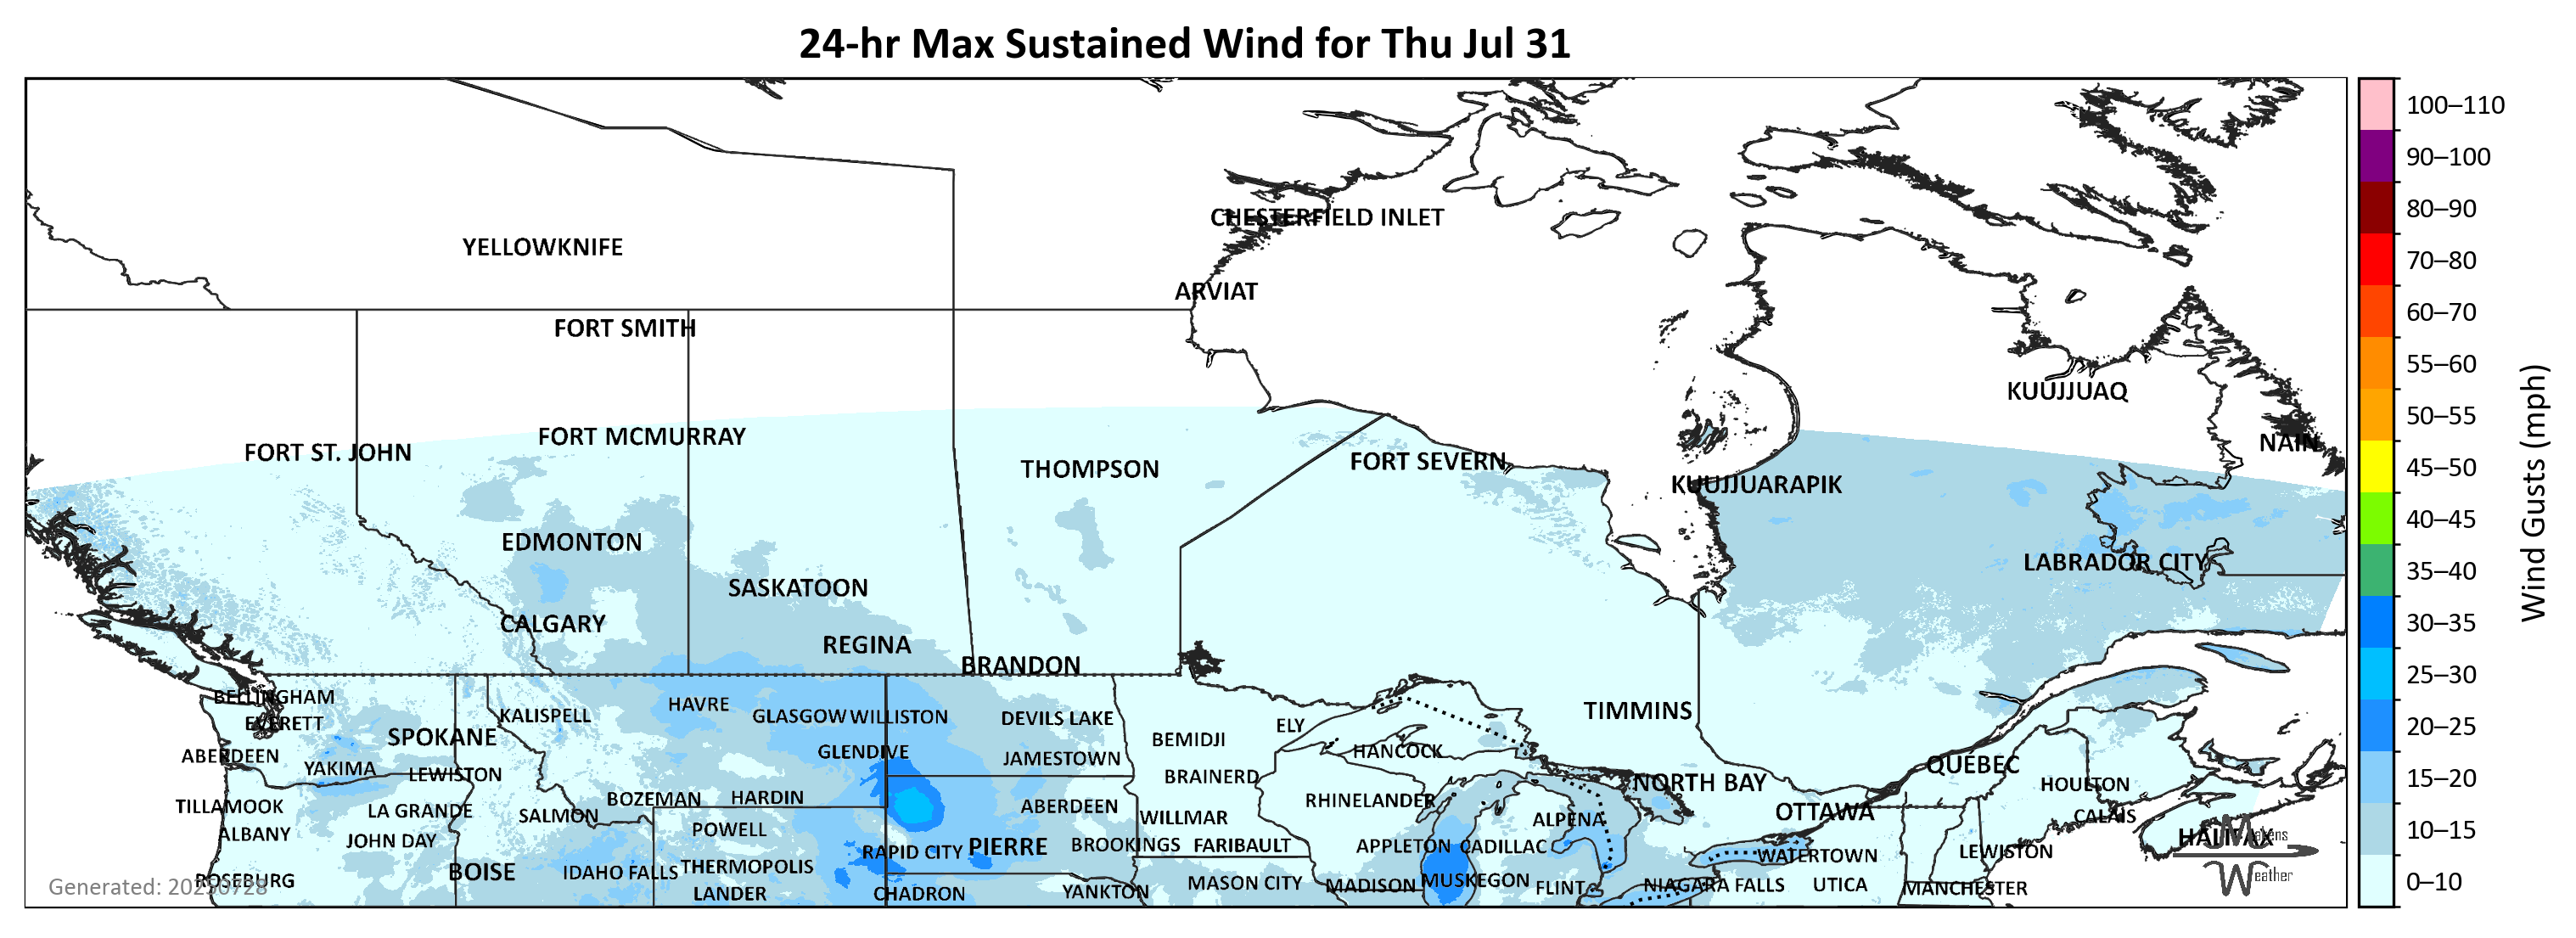 24-hr Max Sustained Wind for Thu Jul 31
100–110
90–100
80–90
70–80
60–70
55–60
50–55
45–50
40–45
35–40
30–35
25–30
20–25
15–20
10–15
0–10
Wind Gusts (mph)
CHESTERFIELD INLET
YELLOWKNIFE
ARVIAT
FORT SMITH
KUUJJUAQ
FORT MCMURRAY
NAIN
FORT ST. JOHN
FORT SEVERN
THOMPSON
KUUJJUARAPIK
EDMONTON
LABRADOR CITY
SASKATOON
CALGARY
REGINA
BRANDON
BELLINGHAM
HAVRE
TIMMINS
KALISPELL
GLASGOW
WILLISTON
DEVILS LAKE
EVERETT
ELY
SPOKANE
BEMIDJI
GLENDIVE
HANCOCK
ABERDEEN
JAMESTOWN
QUEBEC
YAKIMA
LEWISTON
BRAINERD
NORTH BAY
HOULTON
BOZEMAN
HARDIN
RHINELANDER
TILLAMOOK
LA GRANDE
ABERDEEN
SALMON
WILLMAR
OTTAWA
CALAIS
ALPENA
ALBANY
POWELL
HALIFAX
JOHN DAY
RAPID CITY
PIERRE
BROOKINGS
FARIBAULT
APPLETON
CADILLAC
WATERTOWN
LEWISTON
BOISE
IDAHO FALLS
THERMOPOLIS
ROSEBURG
MUSKEGON
MASON CITY
MADISON
FLINT
NIAGARA FALLS
UTICA
MANCHESTER
LANDER
CHADRON
YANKTON
Generated: 20250728
Makens
Weather